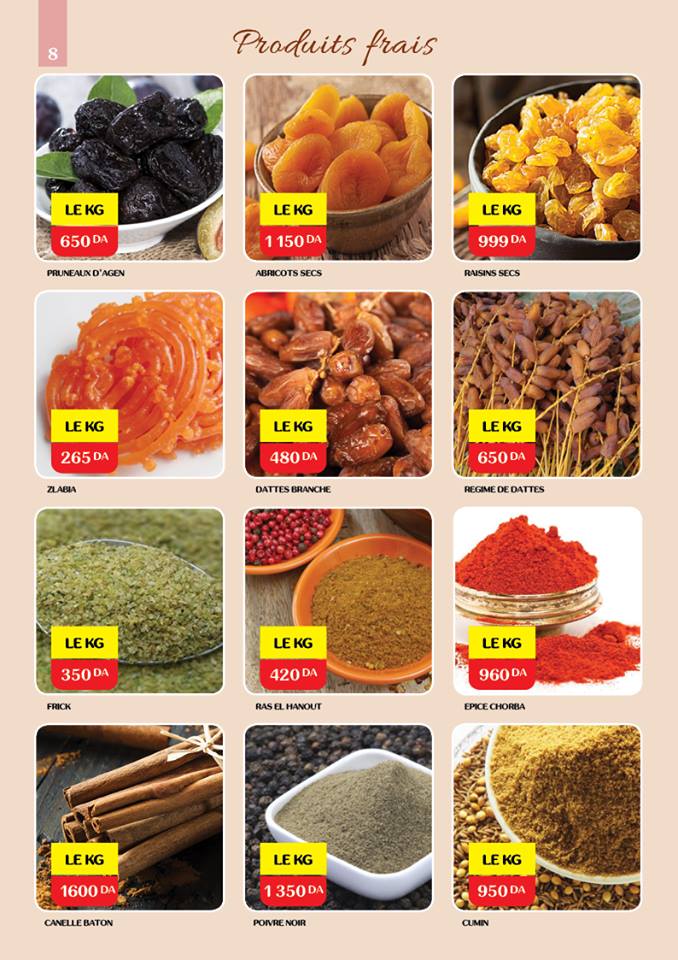 8
Produits frais
LE KG
650 DA
PRUNEAUX D'AGEN
LE KG
1 150 DA
ABRICOTS SECS
LE KG
999 DA
RAISINS SECS
LE KG
265 DA
ZLABIA
LE KG
480 DA
DATTES BRANCHE
LE KG
650 DA
REGIME DE DATTES
LE KG
350 DA
FRICK
LE KG
420 DA
RAS EL HANOUT
LE KG
960 DA
EPICE CHORBA
LE KG
1600 DA
CANELLE BATON
LE KG
1 350 DA
POIVRE NOIR
LE KG
950 DA
CUMIN